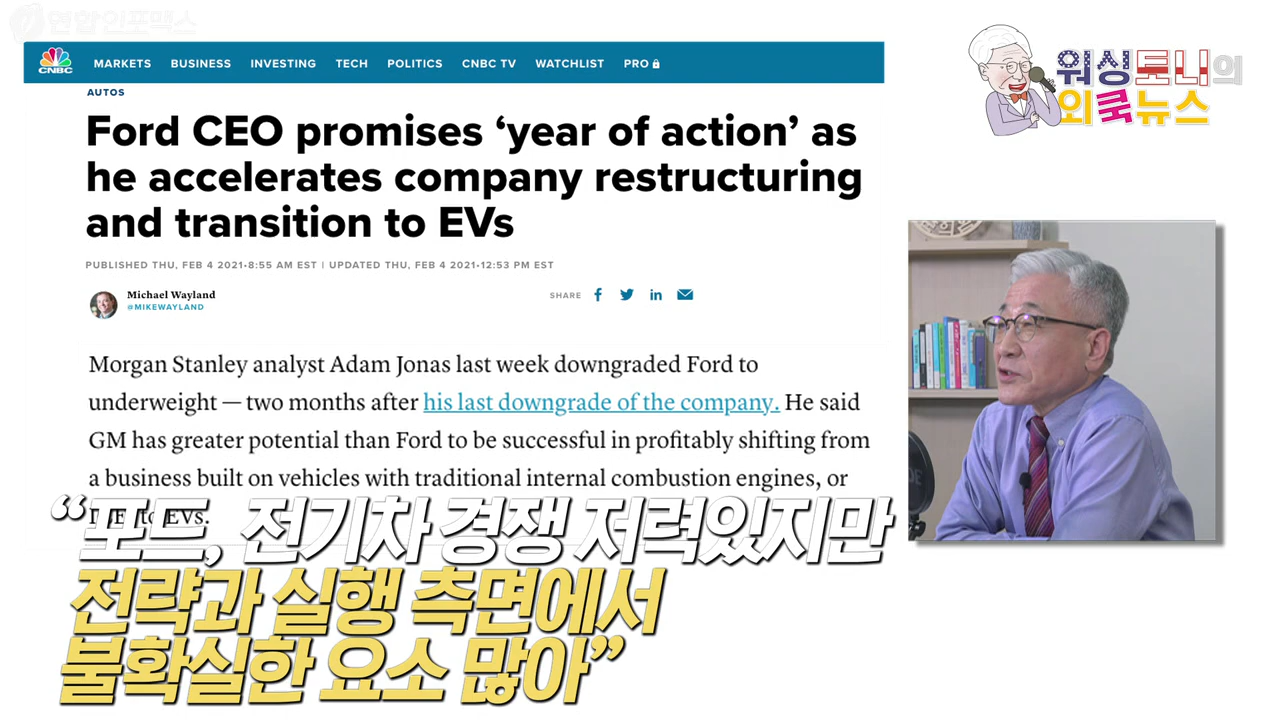 연합인포맥스
CNBC
MARKETS BUSINESS INVESTING TECH POLITICS CNBC TV WATCHLIST PRO
AUTOS
Ford CEO promises ‘year of action’ as
he accelerates company restructuring
and transition to EVs
PUBLISHED THU, FEB 4 2021•8:55 AM EST | UPDATED THU, FEB 4 2021•12:53 PM EST
Michael Wayland
@MIKEWAYLAND
SHARE
Morgan Stanley analyst Adam Jonas last week downgraded Ford to
underweight — two months after his last downgrade of the company. He said
GM has greater potential than Ford to be successful in profitably shifting from
a business built on vehicles with traditional internal combustion engines, or
to EVs.
“포드, 전기차 경쟁 저력있지만
전략과 실행 측면에서
불확실한 요소 많아”
워싱토니의
외쿡뉴스